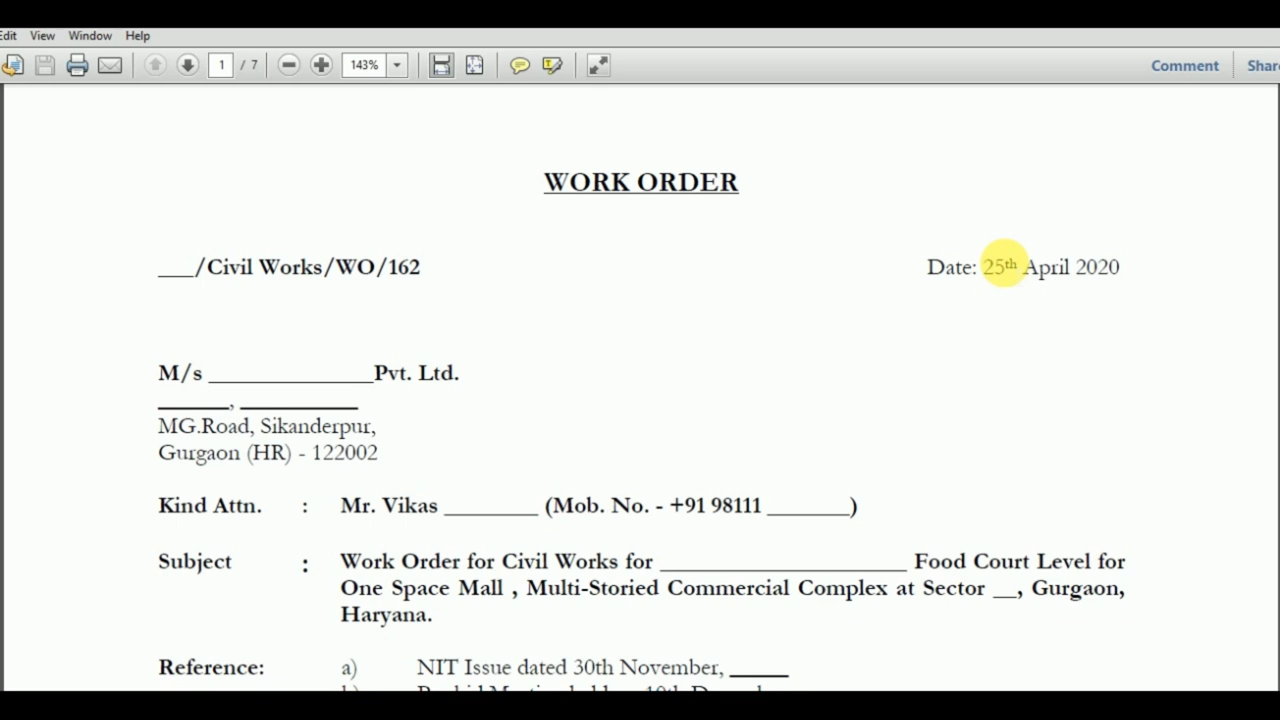 Edit View Window Help
1 / 7 143% Comment Share
WORK ORDER
___/Civil Works/WO/162 Date: 25th April 2020
M/s ______________Pvt. Ltd.
______, __________
MG.Road, Sikanderpur,
Gurgaon (HR) - 122002
Kind Attn. : Mr. Vikas ________ (Mob. No. - +91 98111 _______)
Subject : Work Order for Civil Works for _____________________ Food Court Level for
One Space Mall , Multi-Storied Commercial Complex at Sector __, Gurgaon,
Haryana.
Reference: a) NIT Issue dated 30th November, _____